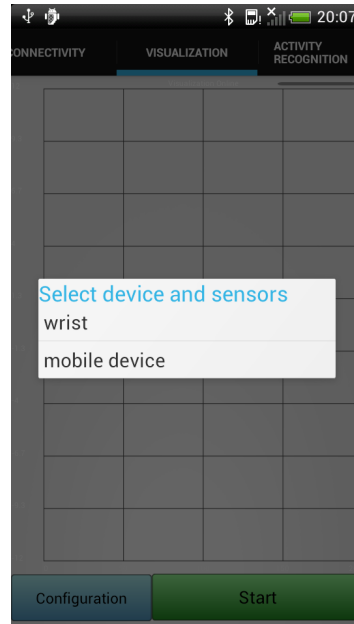 20:07
CONNECTIVITY
VISUALIZATION
ACTIVITY
RECOGNITION
Select device and sensors
wrist
mobile device
Configuration
Start